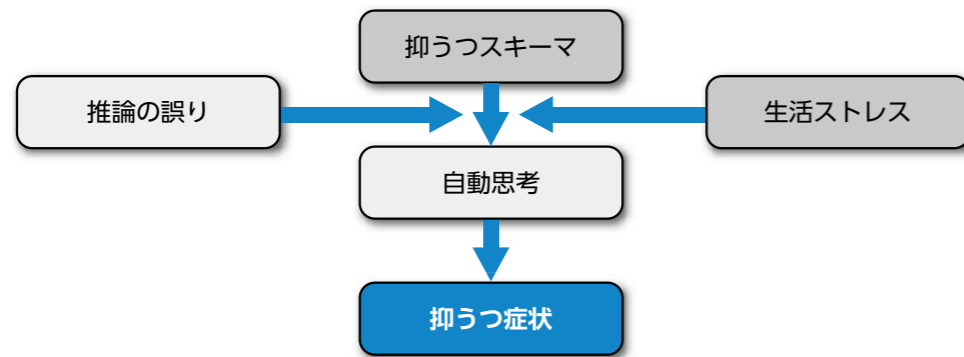 抑うつスキーマ
推論の誤り
生活ストレス
自動思考
抑うつ症状